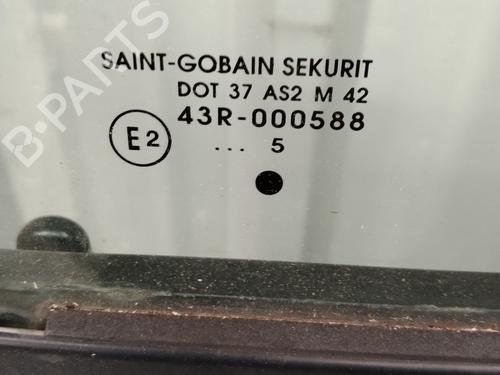 SAINT-GOBAIN SEKURIT
DOT 37 AS2 M 42
43R-000588
E2
... 5
B-PARTS